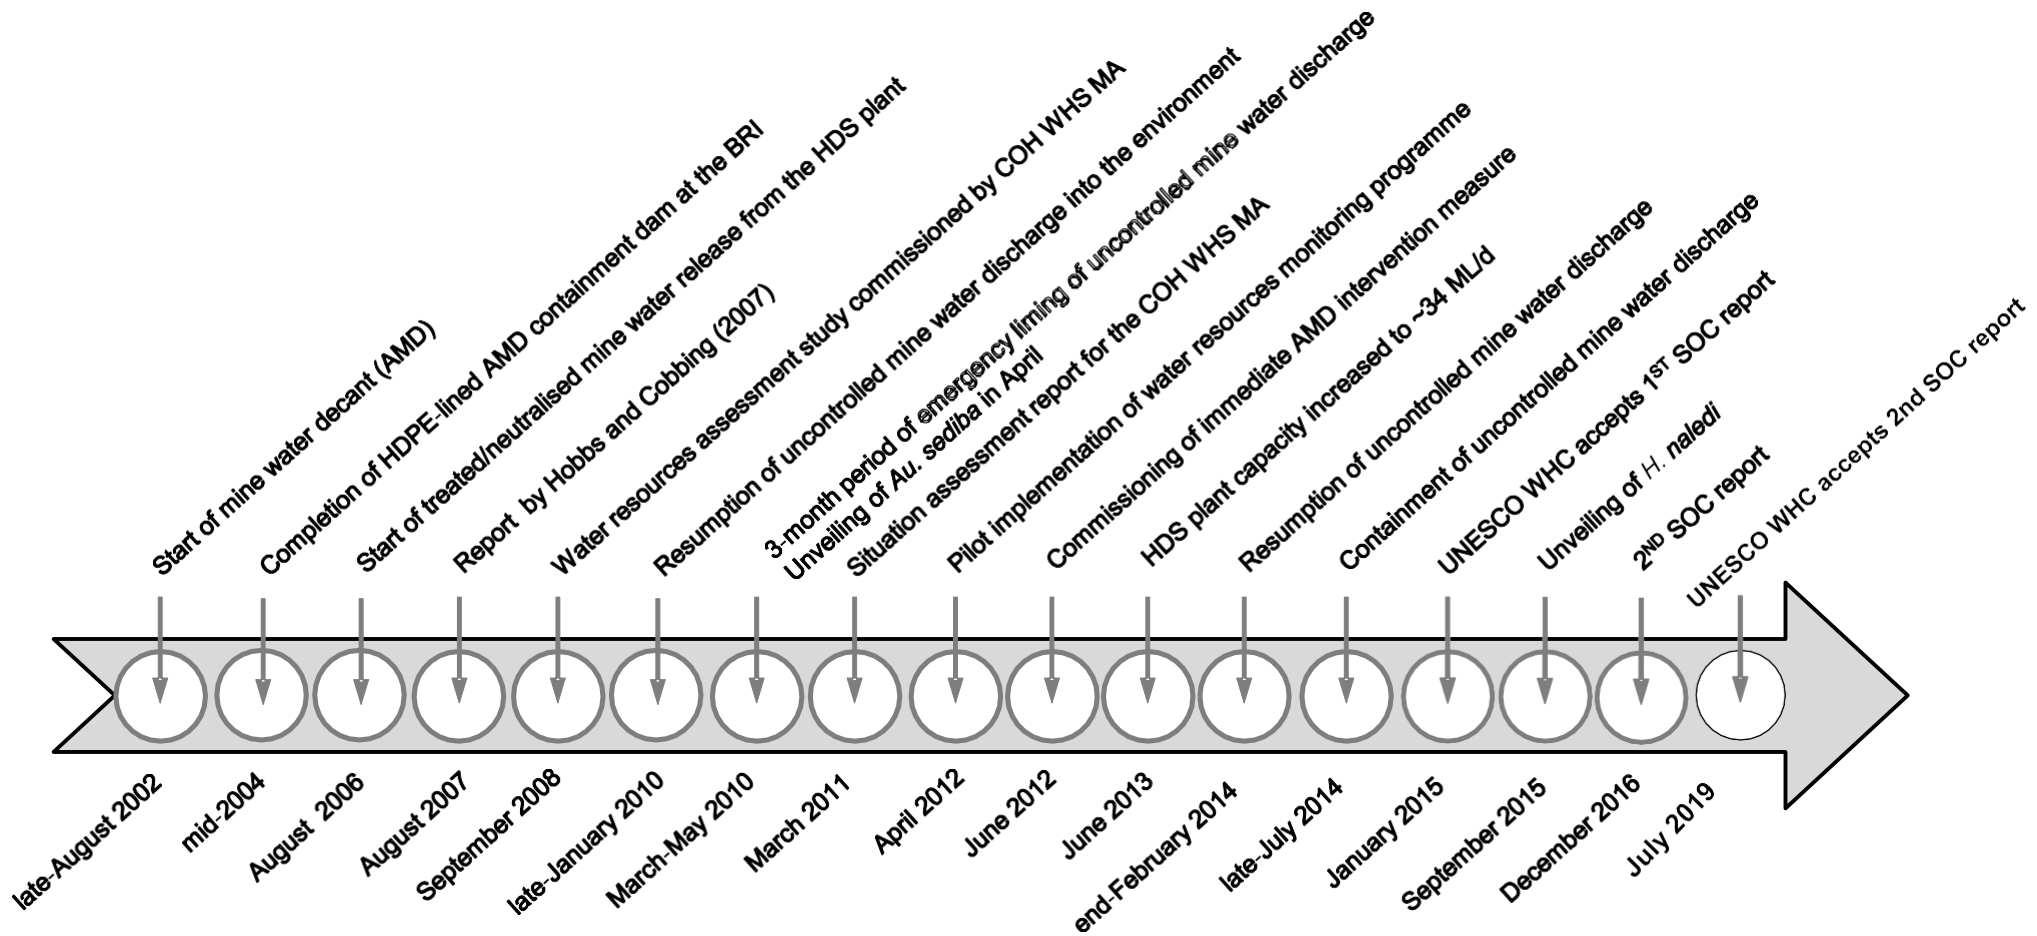 Start of mine water decant (AMD)
Completion of HDPE-lined AMD containment dam at the BRI
Start of treated/neutralised mine water release from the HDS plant
Report by Hobbs and Cobbing (2007)
Water resources assessment study commissioned by COH WHS MA
Resumption of uncontrolled mine water discharge into the environment
3-month period of emergency liming of uncontrolled mine water discharge
Unveiling of Au. sediba in April
Situation assessment report for the COH WHS MA
Pilot implementation of water resources monitoring programme
Commissioning of immediate AMD intervention measure
HDS plant capacity increased to ~34 ML/d
Resumption of uncontrolled mine water discharge
Containment of uncontrolled mine water discharge
UNESCO WHC accepts 1ST SOC report
Unveiling of H. naledi
2ND SOC report
UNESCO WHC accepts 2nd SOC report
late-August 2002
mid-2004
August 2006
August 2007
September 2008
late-January 2010
March-May 2010
March 2011
April 2012
June 2012
June 2013
end-February 2014
late-July 2014
January 2015
September 2015
December 2016
July 2019